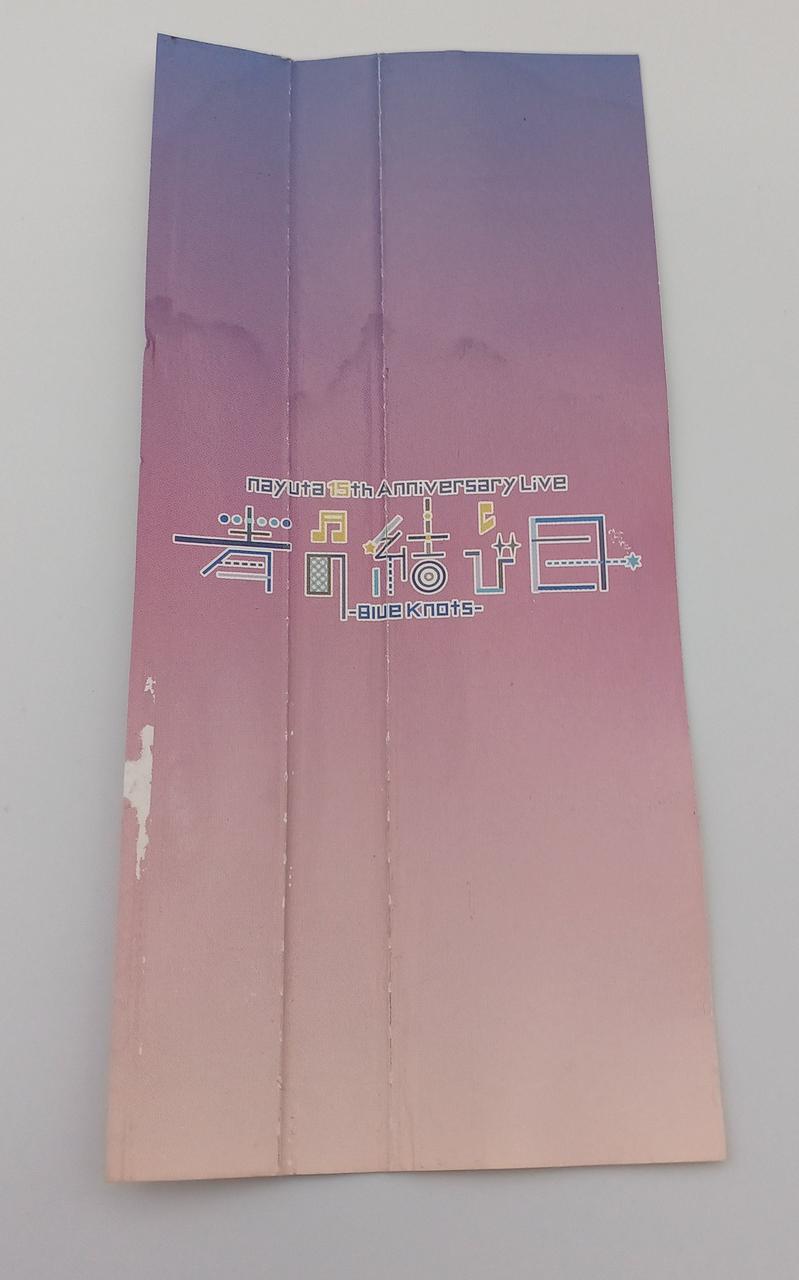 nayuta 15th Anniversary Live
青の結び目
-Blue Knots-